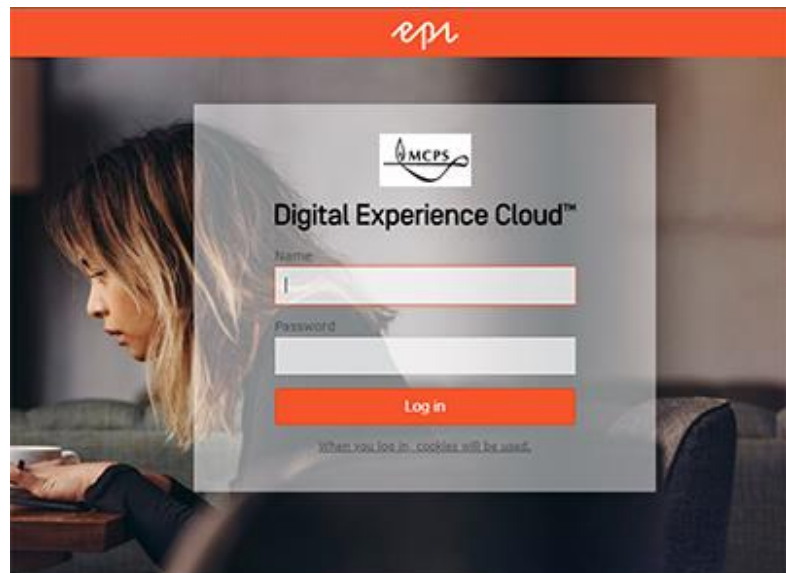 epi
MCPS
Digital Experience Cloud™
Name
Password
Log in
When you log in, cookies will be used.